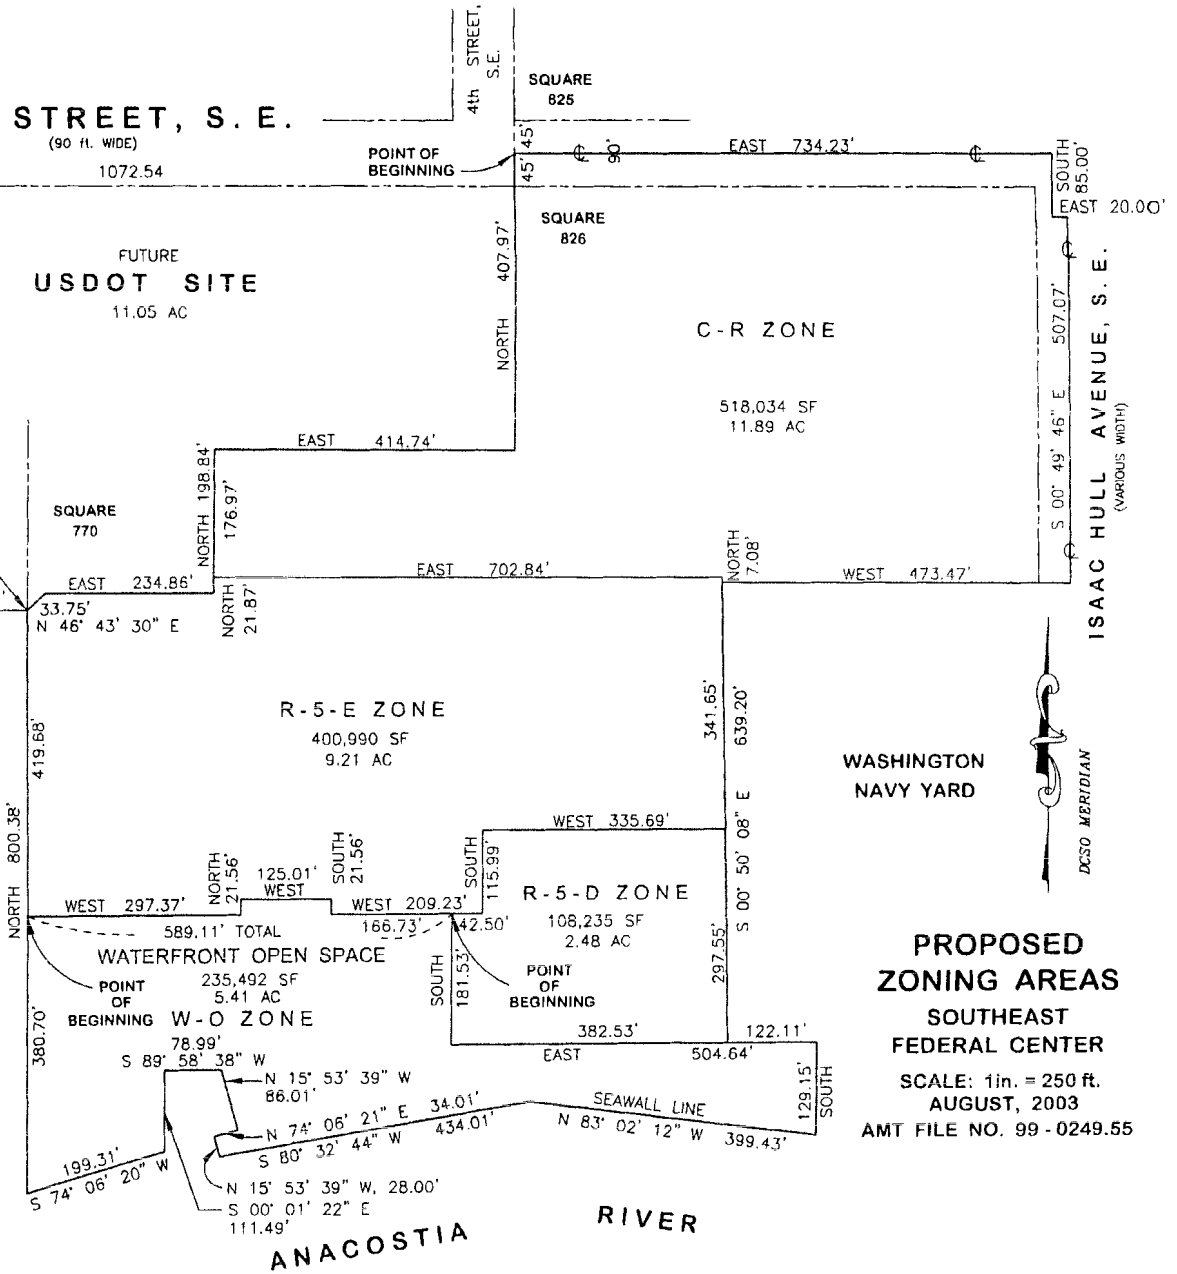 4th STREET,
S.E.
SQUARE
825
STREET, S. E.
(90 ft. WIDE)
1072.54
POINT OF
BEGINNING
45' 45'
90'
EAST 734.23'
SOUTH
85.00'
EAST 20.00'
SQUARE
826
FUTURE
USDOT SITE
11.05 AC
NORTH 407.97'
C-R ZONE
518,034 SF
11.89 AC
S 00° 49' 46" E 507.07'
ISAAC HULL AVENUE, S. E.
(VARIOUS WIDTH)
EAST 414.74'
NORTH 198.84'
176.97'
SQUARE
770
EAST 234.86'
EAST 702.84'
NORTH
7.08'
WEST 473.47'
33.75'
N 46° 43' 30" E
NORTH
21.87'
R-5-E ZONE
400,990 SF
9.21 AC
419.68'
NORTH 800.38'
341.65'
639.20'
S 00° 50' 08" E
WASHINGTON
NAVY YARD
DCSO MERIDIAN
WEST 335.69'
NORTH
21.56'
125.01'
WEST
SOUTH
21.56'
SOUTH
115.99'
R-5-D ZONE
108,235 SF
2.48 AC
WEST 297.37'
WEST 209.23'
589.11' TOTAL
166.73'
42.50'
WATERFRONT OPEN SPACE
235,492 SF
5.41 AC
W-O ZONE
POINT
OF
BEGINNING
SOUTH
181.53'
POINT
OF
BEGINNING
297.55'
380.70'
78.99'
S 89° 58' 38" W
382.53'
122.11'
EAST
504.64'
N 15° 53' 39" W
86.01'
N 74° 06' 21" E 34.01'
S 80° 32' 44" W 434.01'
SEAWALL LINE
N 83° 02' 12" W 399.43'
129.15'
SOUTH
199.31'
S 74° 06' 20" W
N 15° 53' 39" W, 28.00'
S 00° 01' 22" E
111.49'
ANACOSTIA RIVER
PROPOSED
ZONING AREAS
SOUTHEAST
FEDERAL CENTER
SCALE: 1in. = 250 ft.
AUGUST, 2003
AMT FILE NO. 99 - 0249.55